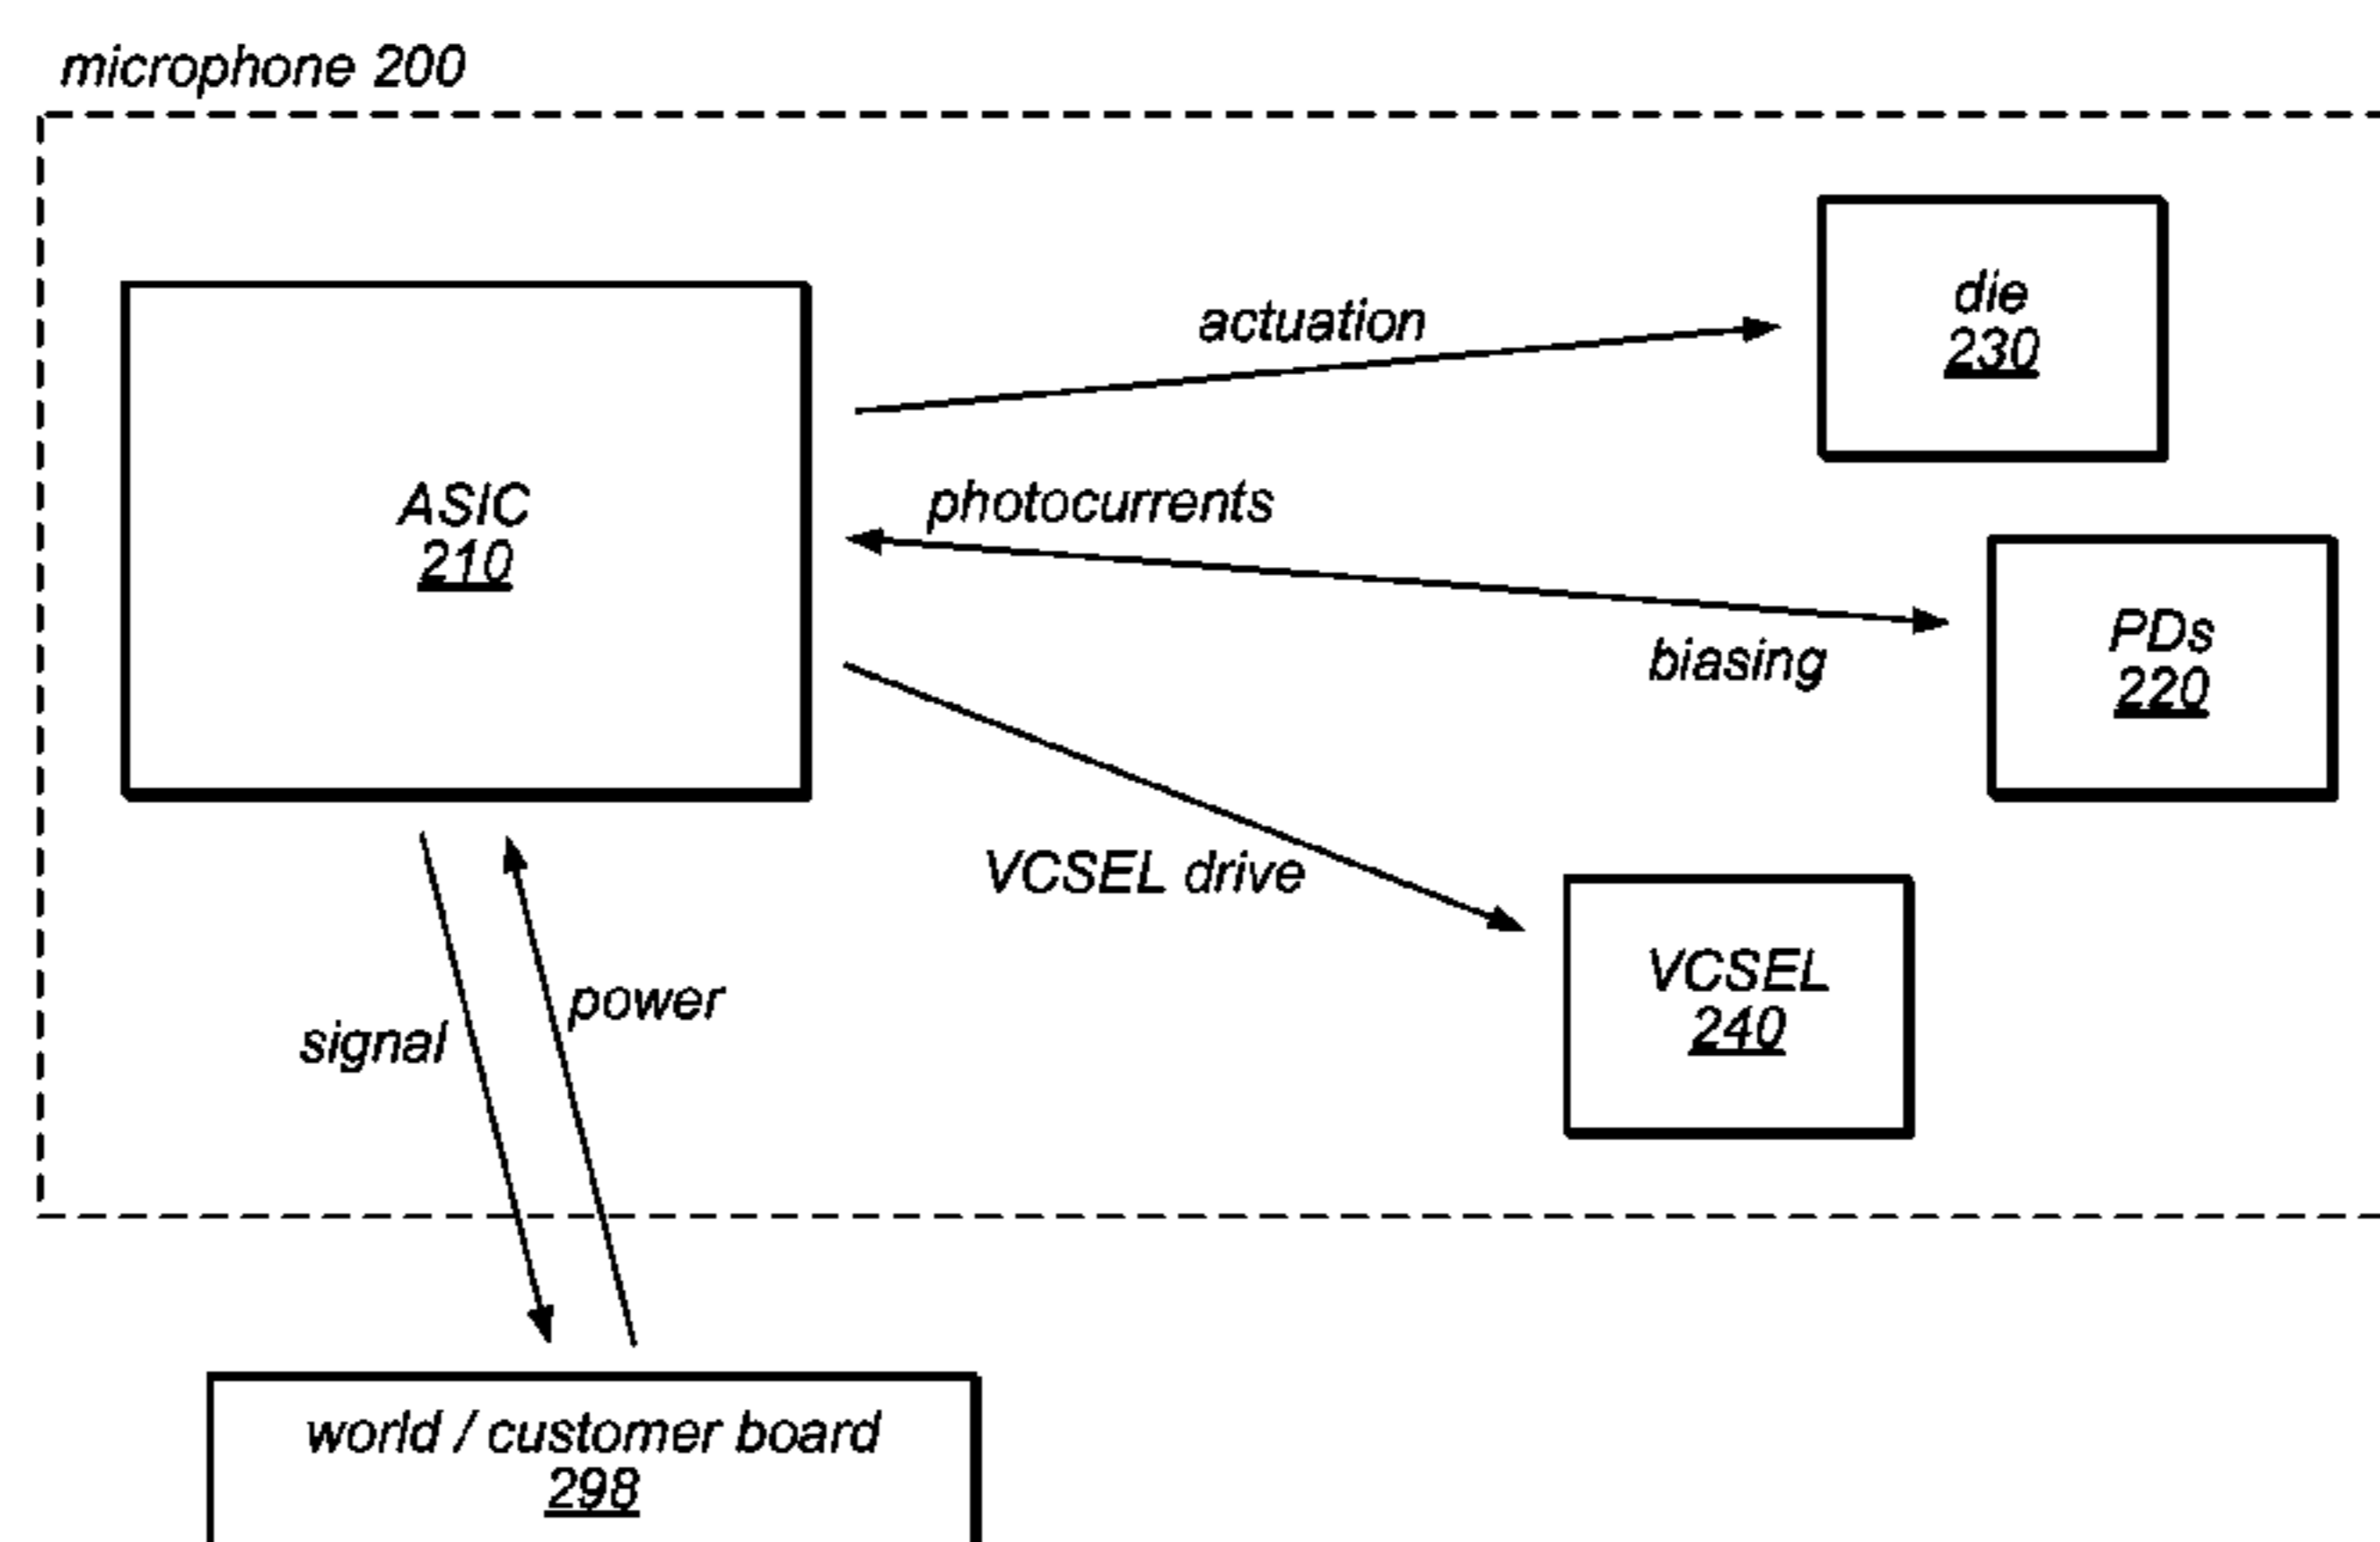 microphone 200
die
230
actuation
ASIC
210
photocurrents
biasing
PDs
220
VCSEL drive
VCSEL
240
signal
power
world / customer board
298